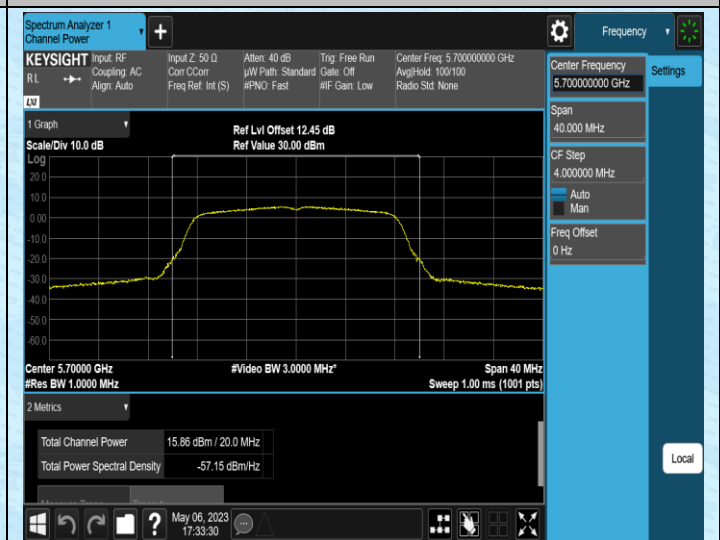 Spectrum Analyzer 1
Channel Power
+
Frequency
KEYSIGHT
R L
LXI
Input: RF
Coupling: AC
Align: Auto
Input Z: 50 Ω
Corr CCorr
Freq Ref: Int (S)
Atten: 40 dB
µW Path: Standard
#PNO: Fast
Trig: Free Run
Gate: Off
#IF Gain: Low
Center Freq: 5.700000000 GHz
Avg|Hold: 100/100
Radio Std: None
Center Frequency
5.700000000 GHz
Settings
Span
40.000 MHz
CF Step
4.000000 MHz
Auto
Man
Freq Offset
0 Hz
1 Graph
Scale/Div 10.0 dB
Ref Lvl Offset 12.45 dB
Ref Value 30.00 dBm
Log
20.0
10.0
0.00
-10.0
-20.0
-30.0
-40.0
-50.0
-60.0
Center 5.70000 GHz
#Video BW 3.0000 MHz*
Span 40 MHz
#Res BW 1.0000 MHz
Sweep 1.00 ms (1001 pts)
2 Metrics
Total Channel Power 15.86 dBm / 20.0 MHz
Total Power Spectral Density -57.15 dBm/Hz
Local
?
May 06, 2023
17:33:30